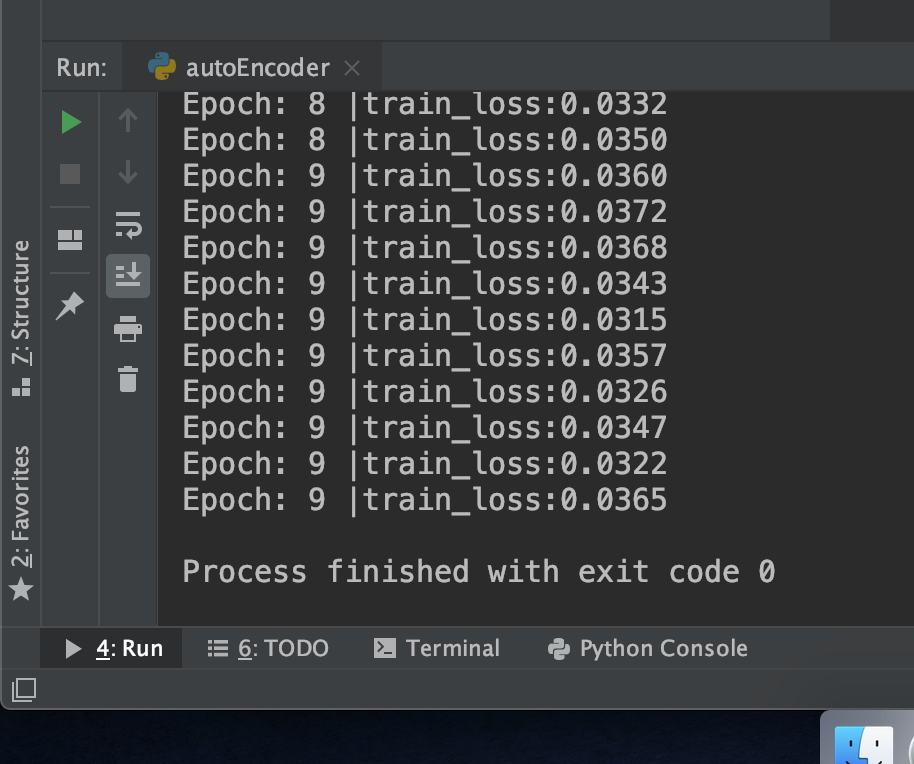 Run: autoEncoder
Epoch: 8 |train_loss:0.0332
Epoch: 8 |train_loss:0.0350
Epoch: 9 |train_loss:0.0360
Epoch: 9 |train_loss:0.0372
Epoch: 9 |train_loss:0.0368
Epoch: 9 |train_loss:0.0343
Epoch: 9 |train_loss:0.0315
Epoch: 9 |train_loss:0.0357
Epoch: 9 |train_loss:0.0326
Epoch: 9 |train_loss:0.0347
Epoch: 9 |train_loss:0.0322
Epoch: 9 |train_loss:0.0365
Process finished with exit code 0
7: Structure
2: Favorites
4: Run 6: TODO Terminal Python Console